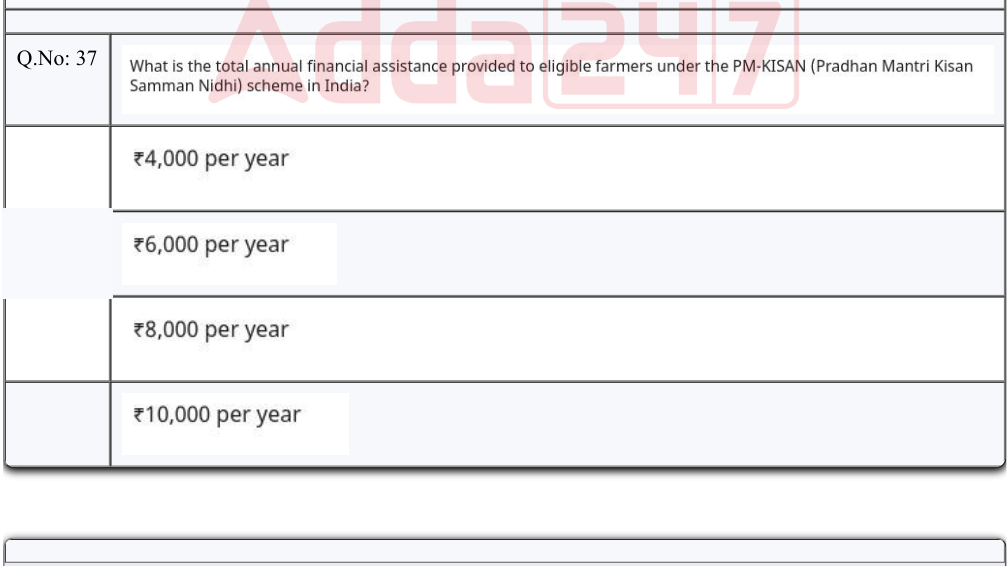 Adda247
Q.No: 37
What is the total annual financial assistance provided to eligible farmers under the PM-KISAN (Pradhan Mantri Kisan
Samman Nidhi) scheme in India?
₹4,000 per year
₹6,000 per year
₹8,000 per year
₹10,000 per year